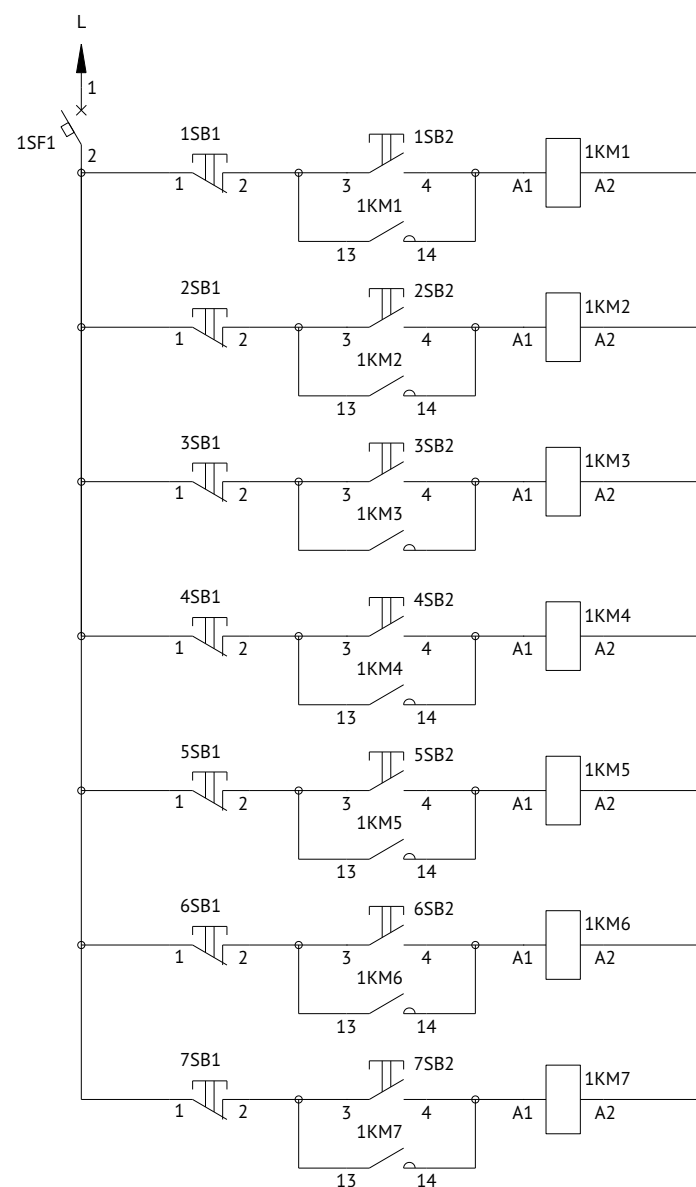 L
1
1SF1
2
1SB1 1SB2 1KM1
1 2 3 4 A1 A2
1KM1
13 14
2SB1 2SB2 1KM2
1 2 3 4 A1 A2
1KM2
13 14
3SB1 3SB2 1KM3
1 2 3 4 A1 A2
1KM3
4SB1 4SB2 1KM4
1 2 3 4 A1 A2
1KM4
13 14
5SB1 5SB2 1KM5
1 2 3 4 A1 A2
1KM5
13 14
6SB1 6SB2 1KM6
1 2 3 4 A1 A2
1KM6
13 14
7SB1 7SB2 1KM7
1 2 3 4 A1 A2
1KM7
13 14